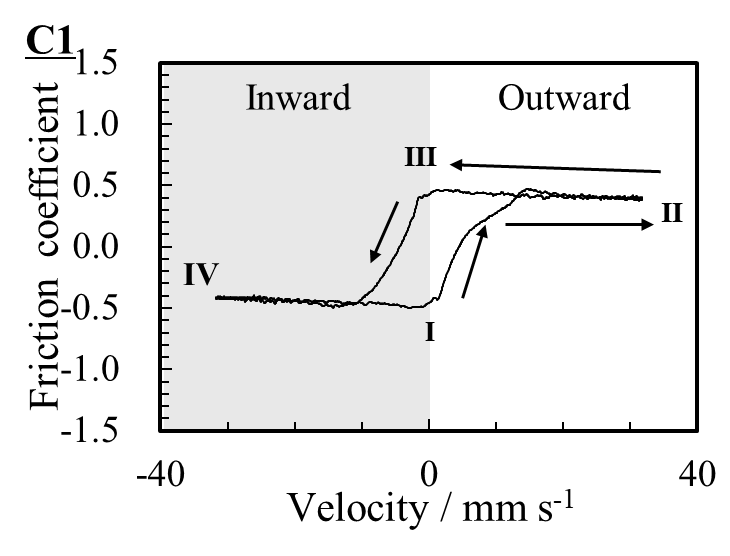 C1
Friction coefficient
1.5
1.0
0.5
0.0
-0.5
-1.0
-1.5
Inward
Outward
III
II
IV
I
-40
0
40
Velocity / mm s-1